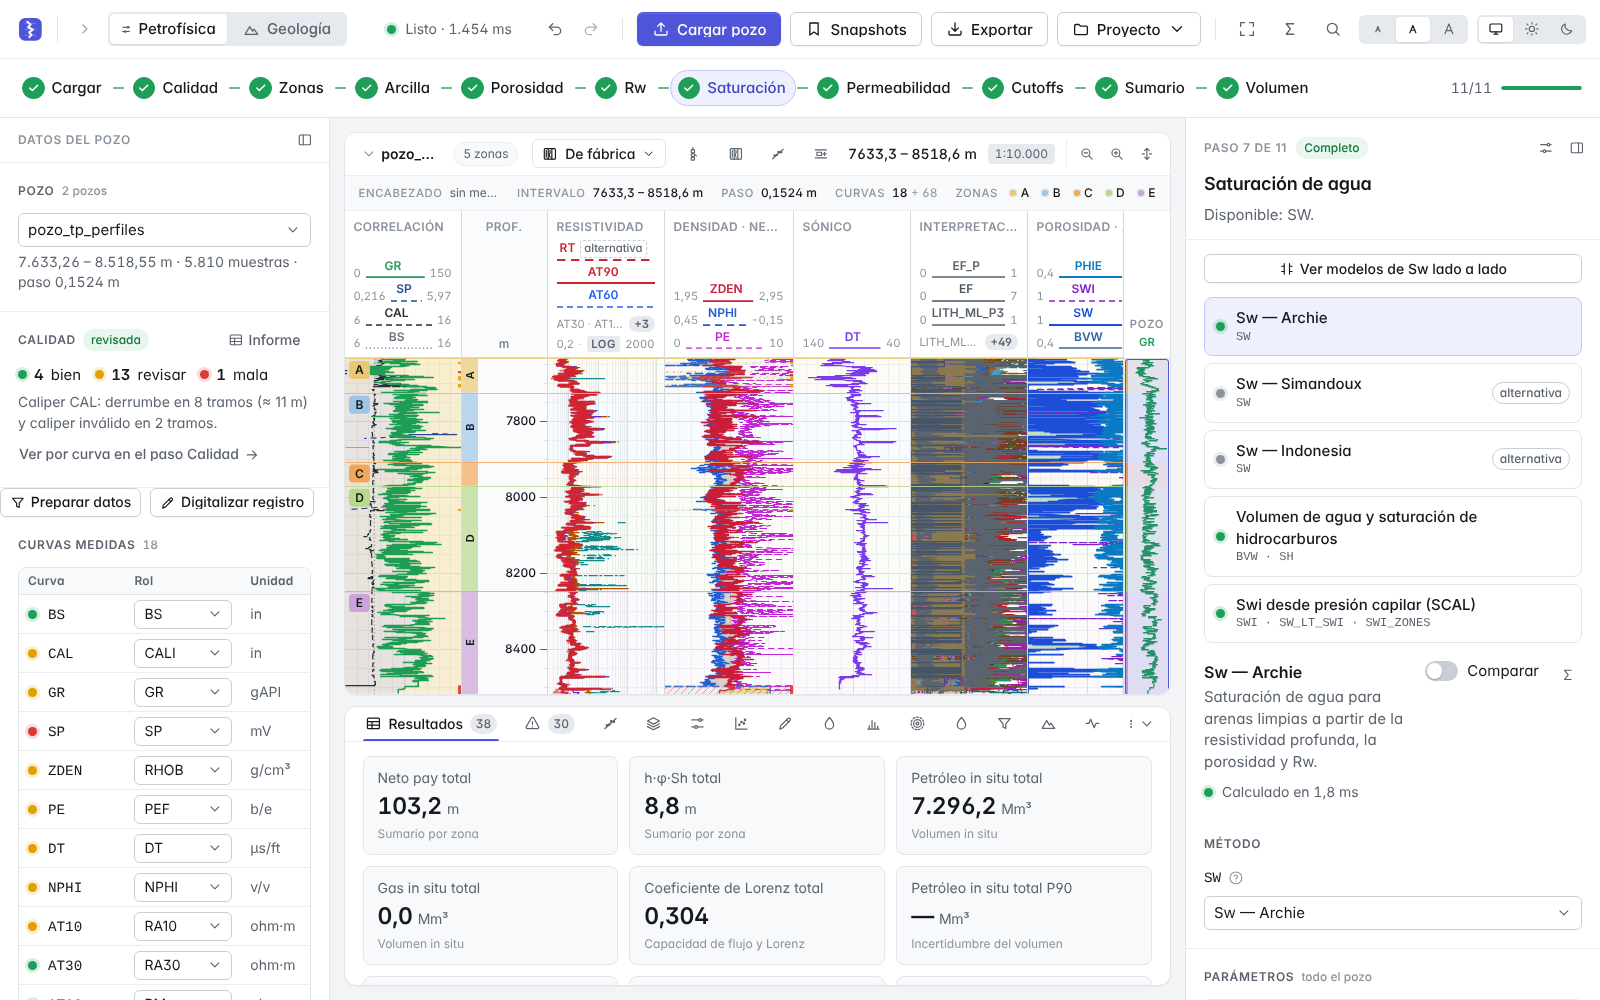 Petrofísica
Geología
Listo · 1.454 ms
Cargar pozo
Snapshots
Exportar
Proyecto
Σ
A
A
A
Cargar
Calidad
Zonas
Arcilla
Porosidad
Rw
Saturación
Permeabilidad
Cutoffs
Sumario
Volumen
11/11
DATOS DEL POZO
POZO 2 pozos
pozo_tp_perfiles
7.633,26 – 8.518,55 m · 5.810 muestras ·
paso 0,1524 m
CALIDAD revisada
Informe
4 bien 13 revisar 1 mala
Caliper CAL: derrumbe en 8 tramos (≈ 11 m)
y caliper inválido en 2 tramos.
Ver por curva en el paso Calidad →
Preparar datos
Digitalizar registro
CURVAS MEDIDAS 18
Curva Rol Unidad
BS BS in
CAL CALI in
GR GR gAPI
SP SP mV
ZDEN RHOB g/cm³
PE PEF b/e
DT DT µs/ft
NPHI NPHI v/v
AT10 RA10 ohm·m
AT30 RA30 ohm·m
pozo_...
5 zonas
De fábrica
7633,3 – 8518,6 m
1:10.000
ENCABEZADO sin me...
INTERVALO 7633,3 – 8518,6 m
PASO 0,1524 m
CURVAS 18 + 68
ZONAS A B C D E
CORRELACIÓN
0 GR 150
0,216 SP 5,97
6 CAL 16
6 BS 16
PROF.
m
RESISTIVIDAD
RT alternativa
AT90
AT60
AT30 · AT1... +3
0,2 · LOG 2000
DENSIDAD · NE...
1,95 ZDEN 2,95
0,45 NPHI -0,15
0 PE 10
SÓNICO
140 DT 40
INTERPRETAC...
0 EF_P 1
0 EF 7
0 LITH_ML_P3 1
LITH_ML... +49
POROSIDAD ·
0,4 PHIE
1 SWI
1 SW
0,4 BVW
POZO
GR
A
B
C
D
E
A
B
D
E
7800
8000
8200
8400
Resultados 38
30
Neto pay total
103,2 m
Sumario por zona
h·φ·Sh total
8,8 m
Sumario por zona
Petróleo in situ total
7.296,2 Mm³
Volumen in situ
Gas in situ total
0,0 Mm³
Volumen in situ
Coeficiente de Lorenz total
0,304
Capacidad de flujo y Lorenz
Petróleo in situ total P90
— Mm³
Incertidumbre del volumen
PASO 7 DE 11 Completo
Saturación de agua
Disponible: SW.
Ver modelos de Sw lado a lado
Sw — Archie
SW
Sw — Simandoux
SW
alternativa
Sw — Indonesia
SW
alternativa
Volumen de agua y saturación de
hidrocarburos
BVW · SH
Swi desde presión capilar (SCAL)
SWI · SW_LT_SWI · SWI_ZONES
Sw — Archie
Comparar
Σ
Saturación de agua para
arenas limpias a partir de la
resistividad profunda, la
porosidad y Rw.
Calculado en 1,8 ms
MÉTODO
SW ?
Sw — Archie
PARÁMETROS todo el pozo